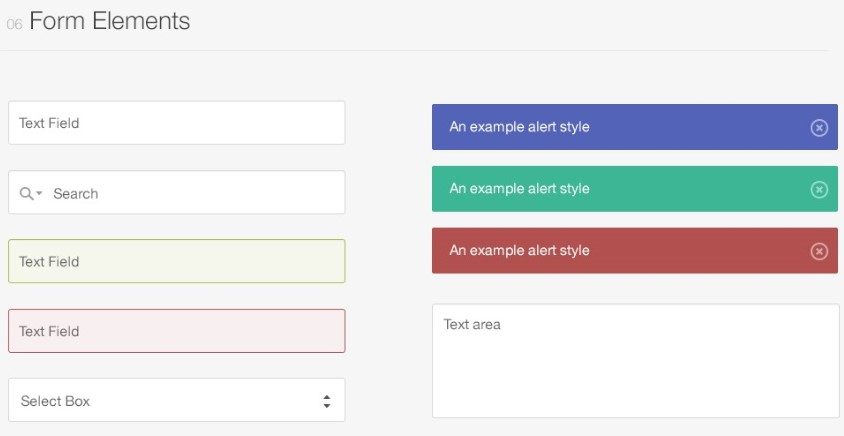 06 Form Elements
Text Field
Search
Text Field
Text Field
Select Box
An example alert style
An example alert style
An example alert style
Text area